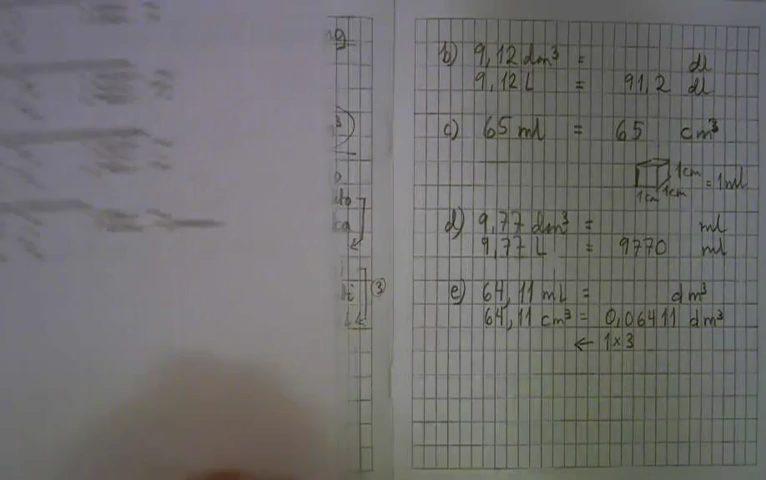 b) 9,12 dm³ = dl
9,12 L = 91,2 dl
c) 65 ml = 65 cm³
1cm
1cm 1cm = 1ml
d) 9,77 dm³ = ml
9,77 L = 9770 ml
e) 64,11 mL = dm³
③
64,11 cm³ = 0,06411 dm³
← 1×3